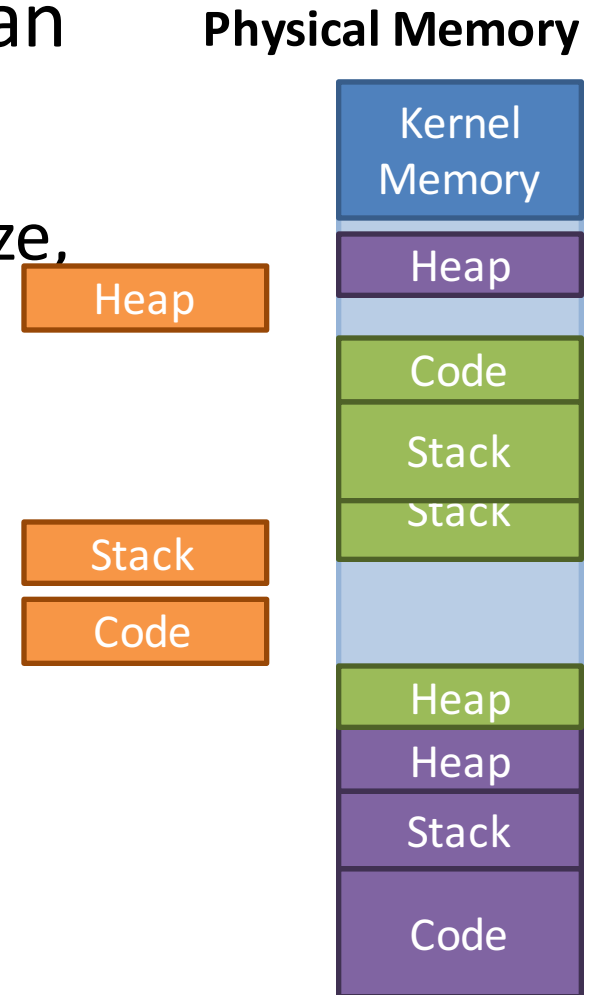 an
ze,
Physical Memory
Heap
Stack
Code
Kernel
Memory
Heap
Code
Stack
Stack
Heap
Heap
Stack
Code